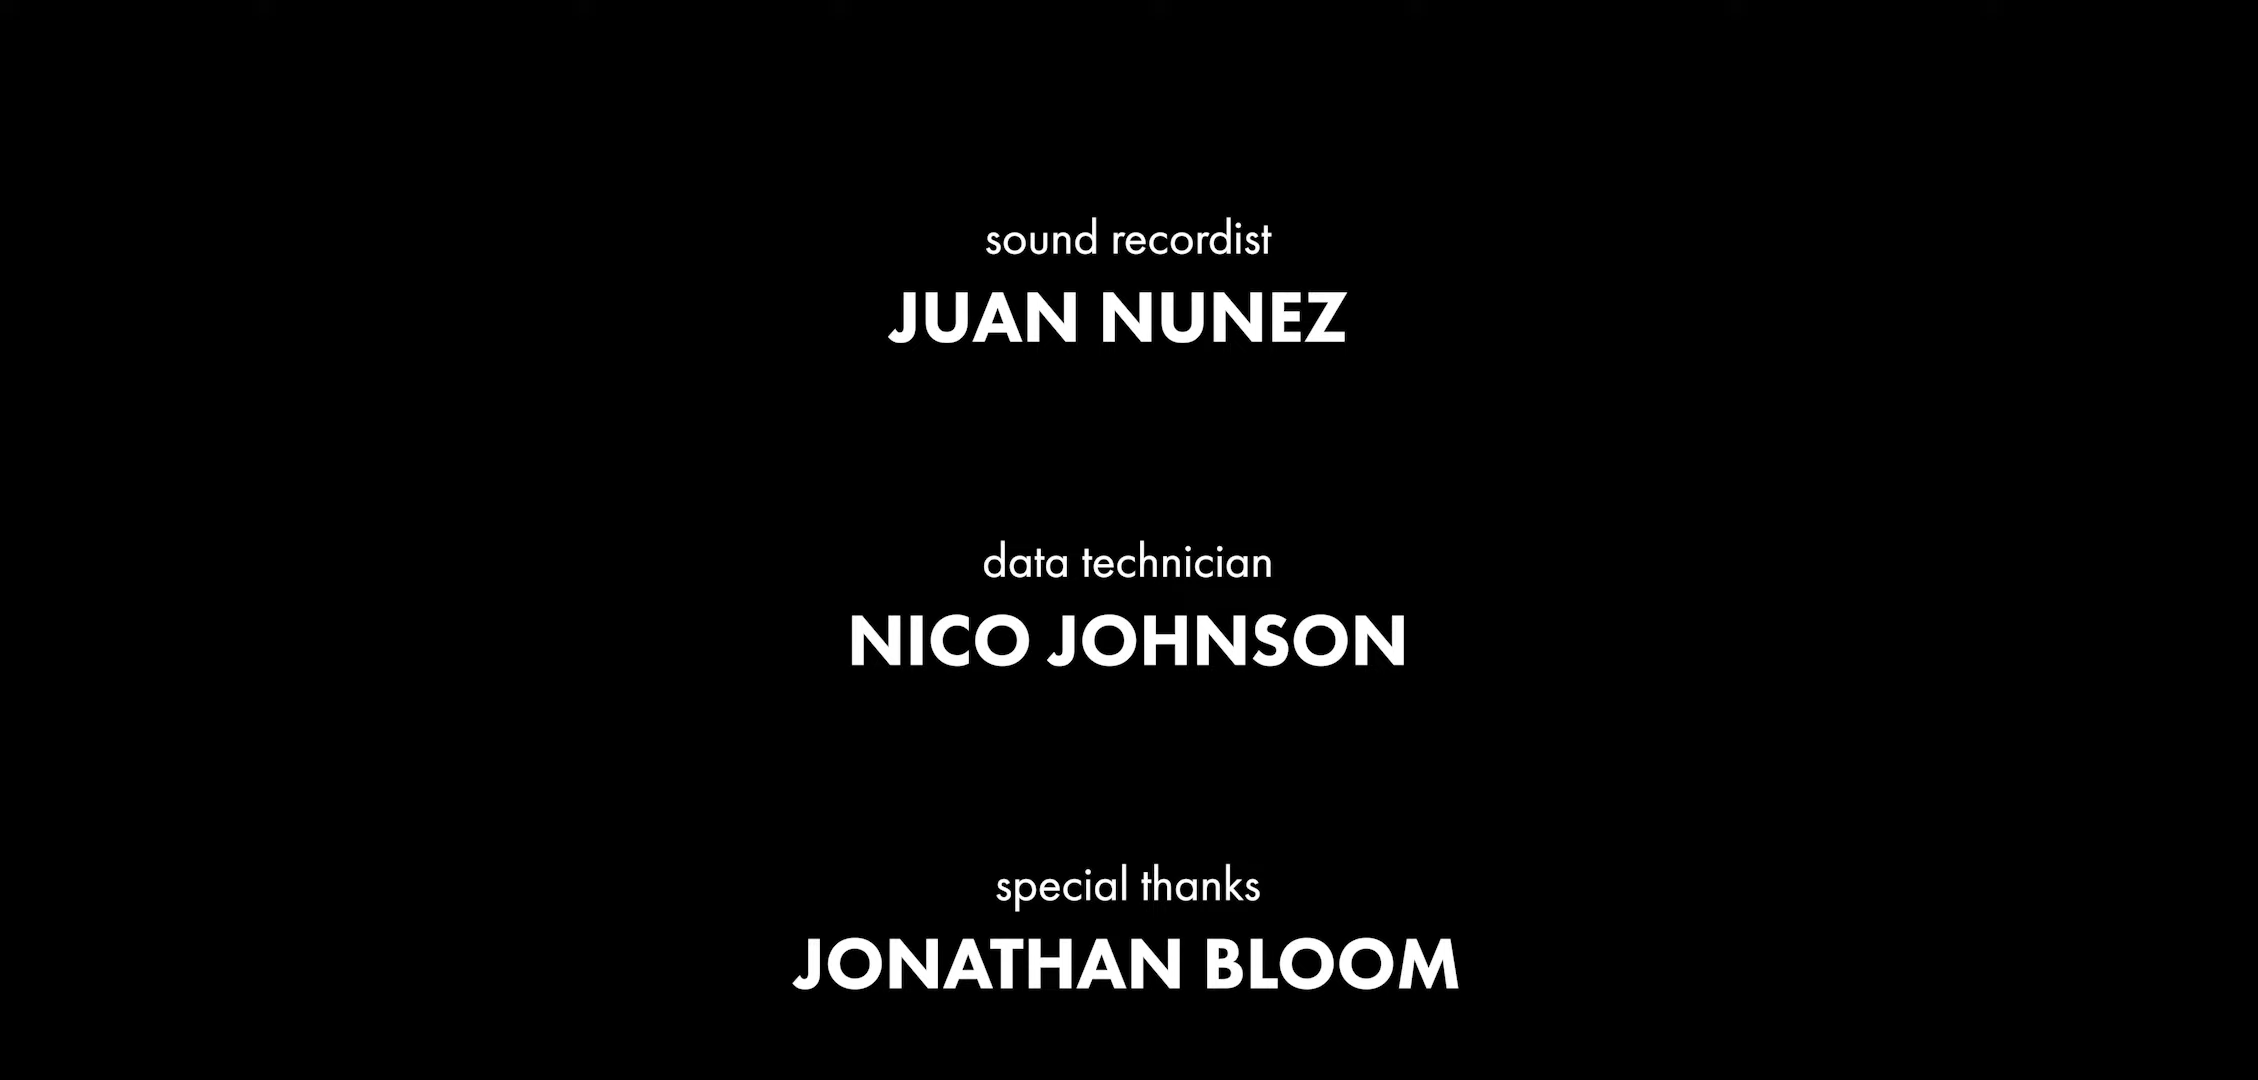 sound recordist
JUAN NUNEZ
data technician
NICO JOHNSON
special thanks
JONATHAN BLOOM